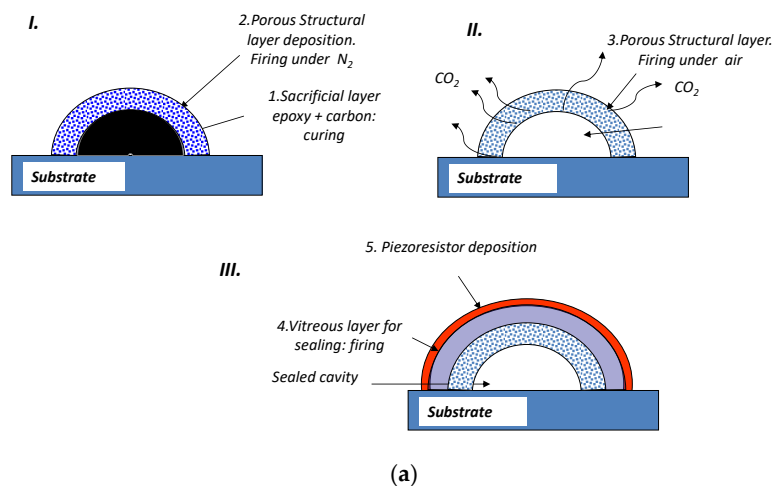 I.
2.Porous Structural
layer deposition.
Firing under N2
1.Sacrificial layer
epoxy + carbon:
curing
Substrate
II.
3.Porous Structural layer.
Firing under air
CO2
CO2
Substrate
III.
5. Piezoresistor deposition
4.Vitreous layer for
sealing: firing
Sealed cavity
Substrate
(a)